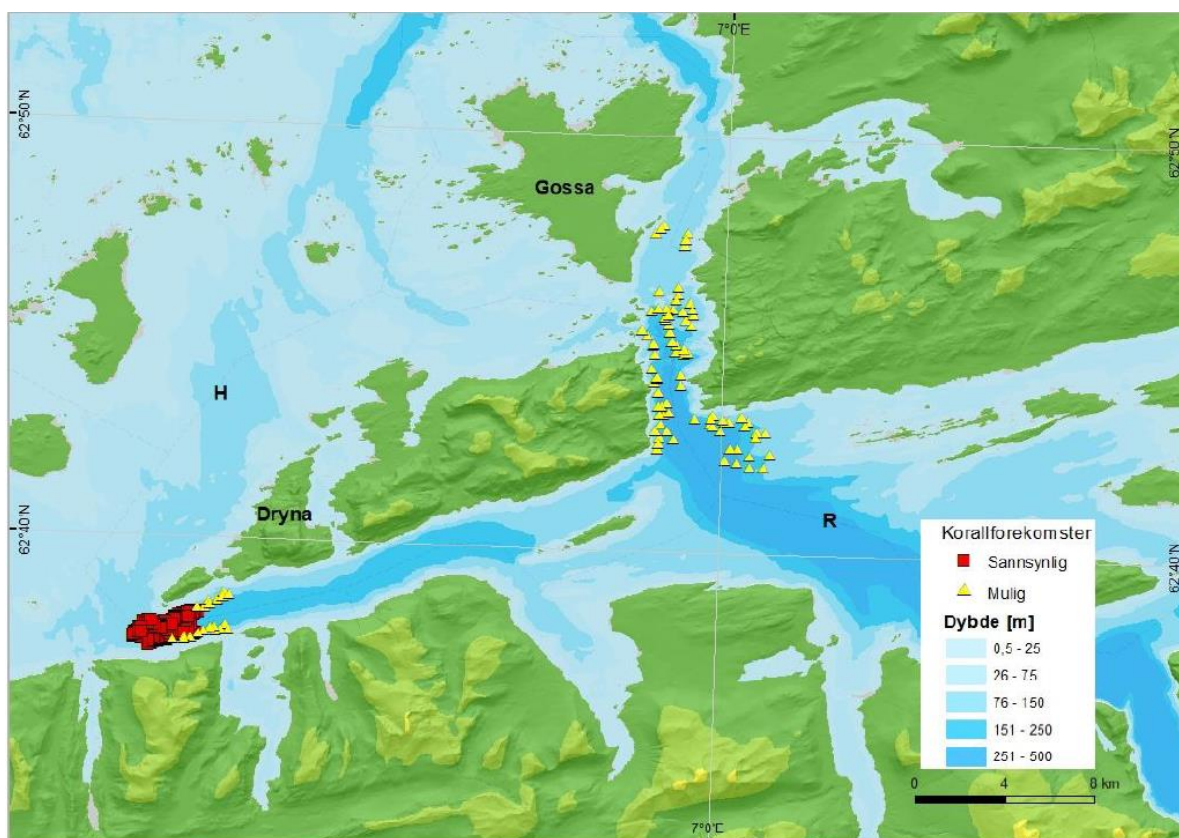 7°0'E
62°50'N
62°50'N
Gossa
H
Dryna
62°40'N
R
62°40'N
Korallforekomster
Sannsynlig
Mulig
Dybde [m]
0,5 - 25
26 - 75
76 - 150
151 - 250
251 - 500
0 4 8 km
7°0'E